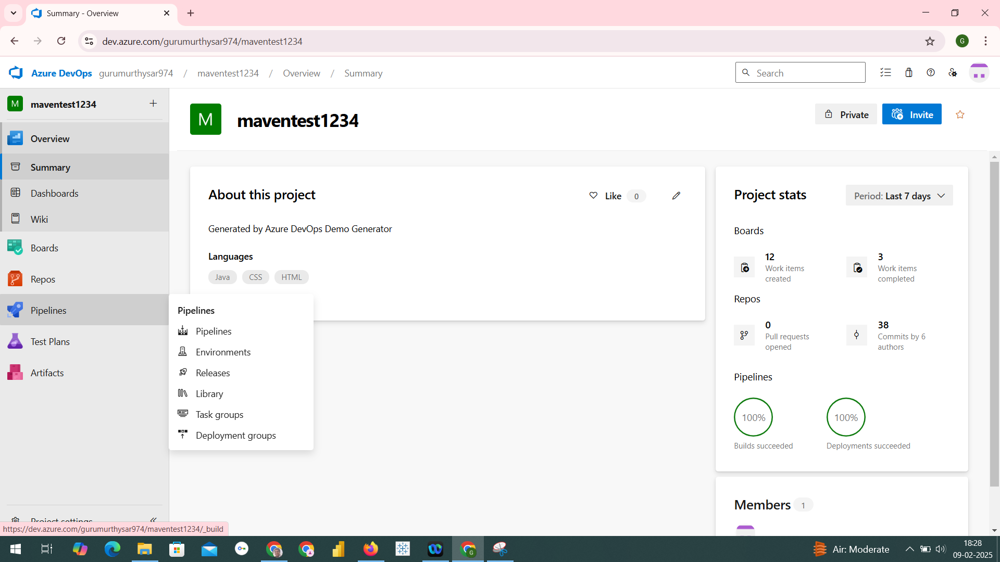 Summary - Overview
dev.azure.com/gurumurthysar974/maventest1234
G
Azure DevOps gurumurthysar974 / maventest1234 / Overview / Summary
Search
M maventest1234
Overview
Summary
Dashboards
Wiki
Boards
Repos
Pipelines
Test Plans
Artifacts
Project settings
Pipelines
Pipelines
Environments
Releases
Library
Task groups
Deployment groups
M maventest1234
Private
Invite
About this project
Like 0
Generated by Azure DevOps Demo Generator
Languages
Java CSS HTML
Project stats
Period: Last 7 days
Boards
12
Work items
created
3
Work items
completed
Repos
0
Pull requests
opened
38
Commits by 6
authors
Pipelines
100%
Builds succeeded
100%
Deployments succeeded
Members 1
https://dev.azure.com/gurumurthysar974/maventest1234/_build
G
Air: Moderate
18:28
09-02-2025